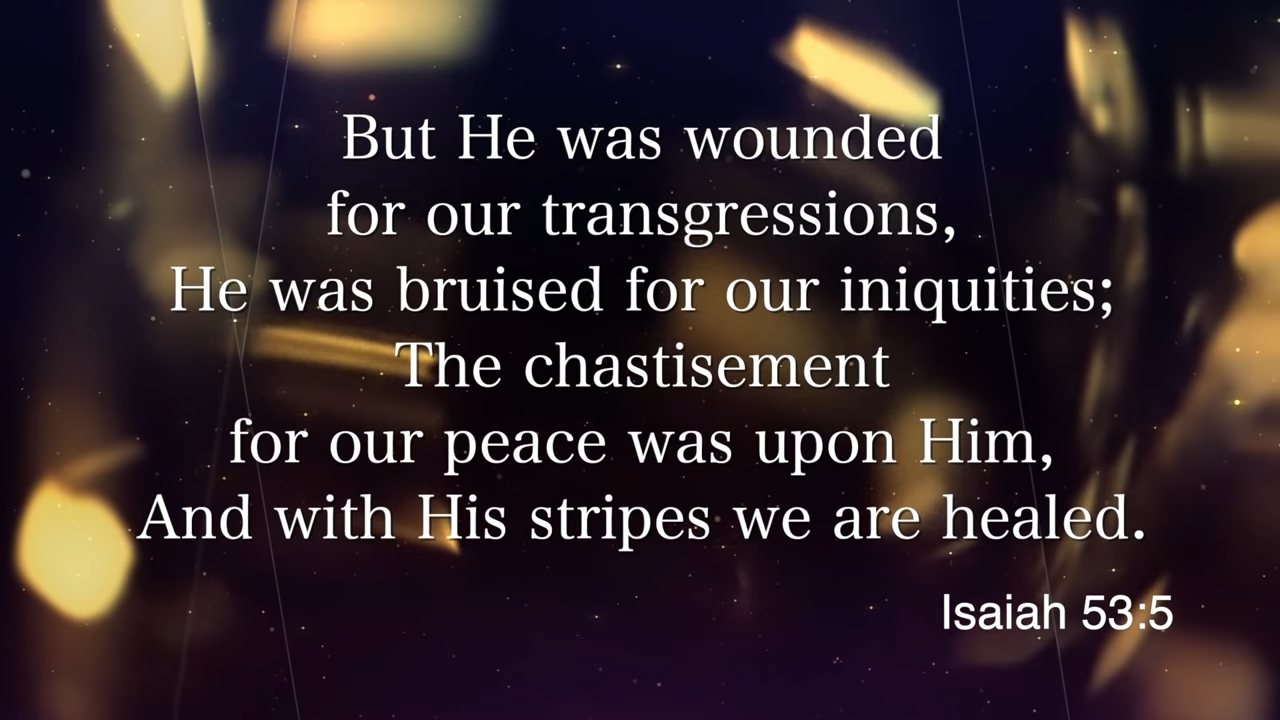 But He was wounded
for our transgressions,
He was bruised for our iniquities;
The chastisement
for our peace was upon Him,
And with His stripes we are healed.
Isaiah 53:5